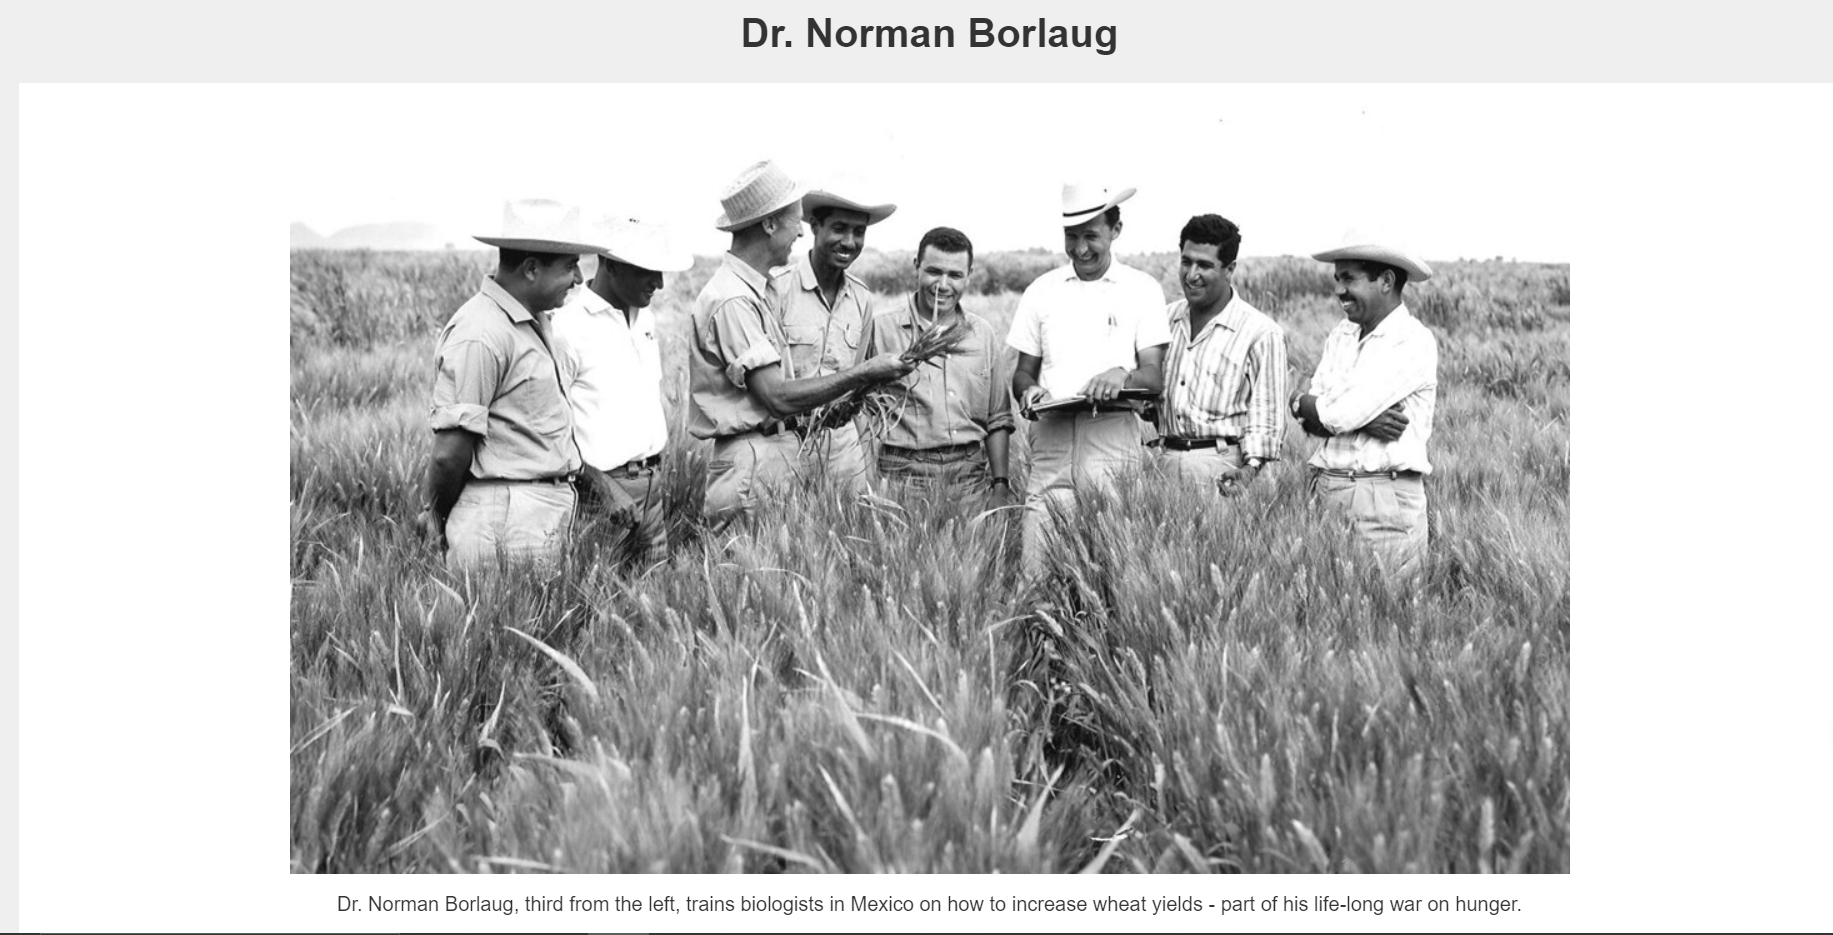 Dr. Norman Borlaug
Dr. Norman Borlaug, third from the left, trains biologists in Mexico on how to increase wheat yields - part of his life-long war on hunger.